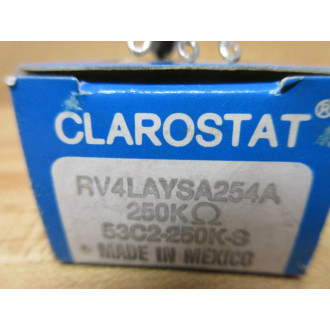 CLAROSTAT®
RV4LAYSA254A
250KΩ
53C2-250K-S
MADE IN MEXICO